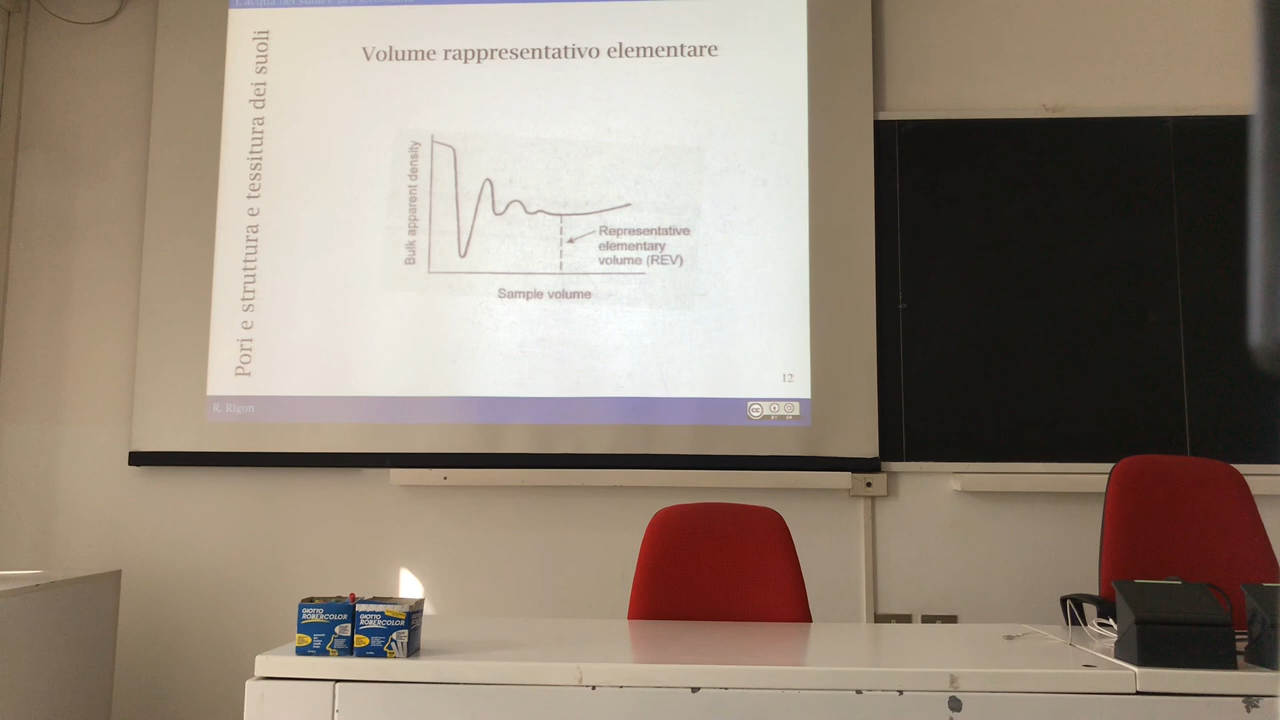 Pori e struttura e tessitura dei suoli
Volume rappresentativo elementare
Bulk apparent density
Representative
elementary
volume (REV)
Sample volume
12
R. Rigon
cc
GIOTTO
ROBERCOLOR
GIOTTO
ROBERCOLOR